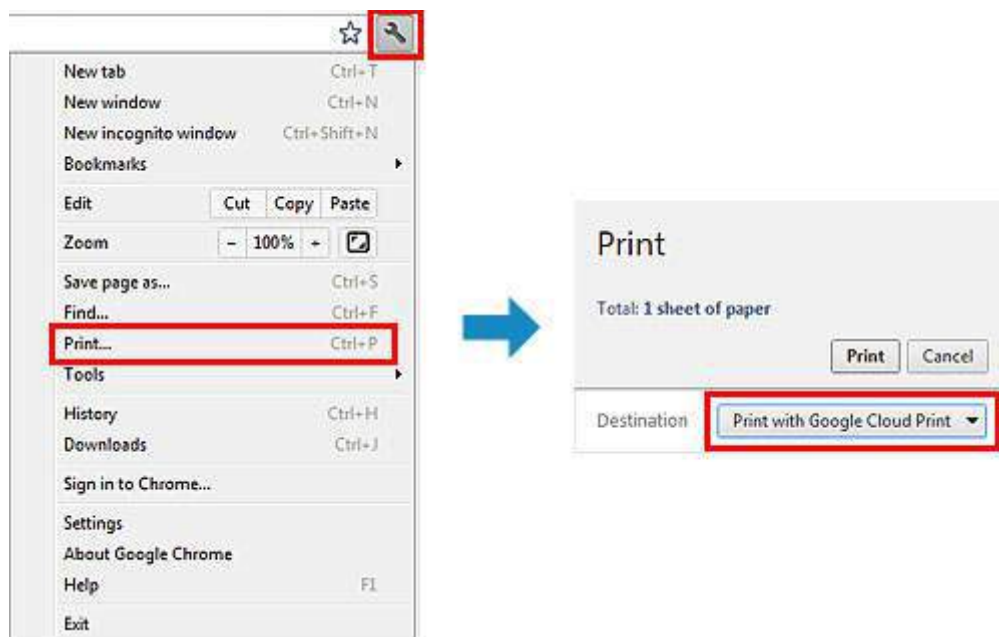 New tab Ctrl+T
New window Ctrl+N
New incognito window Ctrl+Shift+N
Bookmarks
Edit Cut Copy Paste
Zoom - 100% +
Save page as... Ctrl+S
Find... Ctrl+F
Print... Ctrl+P
Tools
History Ctrl+H
Downloads Ctrl+J
Sign in to Chrome...
Settings
About Google Chrome
Help F1
Exit
Print
Total: 1 sheet of paper
Print Cancel
Destination Print with Google Cloud Print